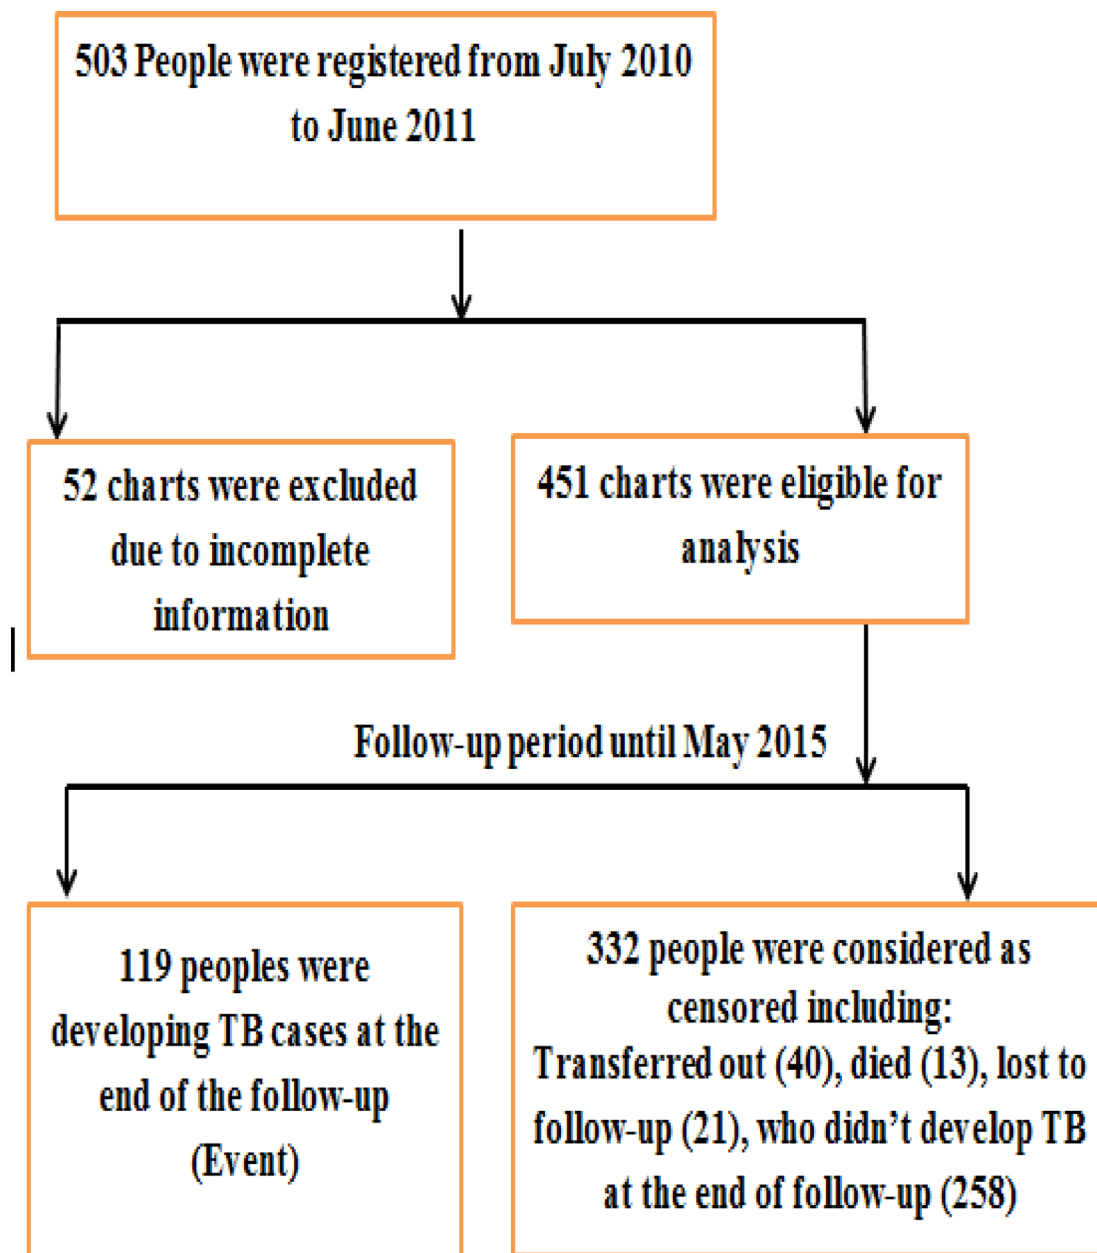 503 People were registered from July 2010
to June 2011
52 charts were excluded
due to incomplete
information
451 charts were eligible for
analysis
Follow-up period until May 2015
119 peoples were
developing TB cases at the
end of the follow-up
(Event)
332 people were considered as
censored including:
Transferred out (40), died (13), lost to
follow-up (21), who didn’t develop TB
at the end of follow-up (258)